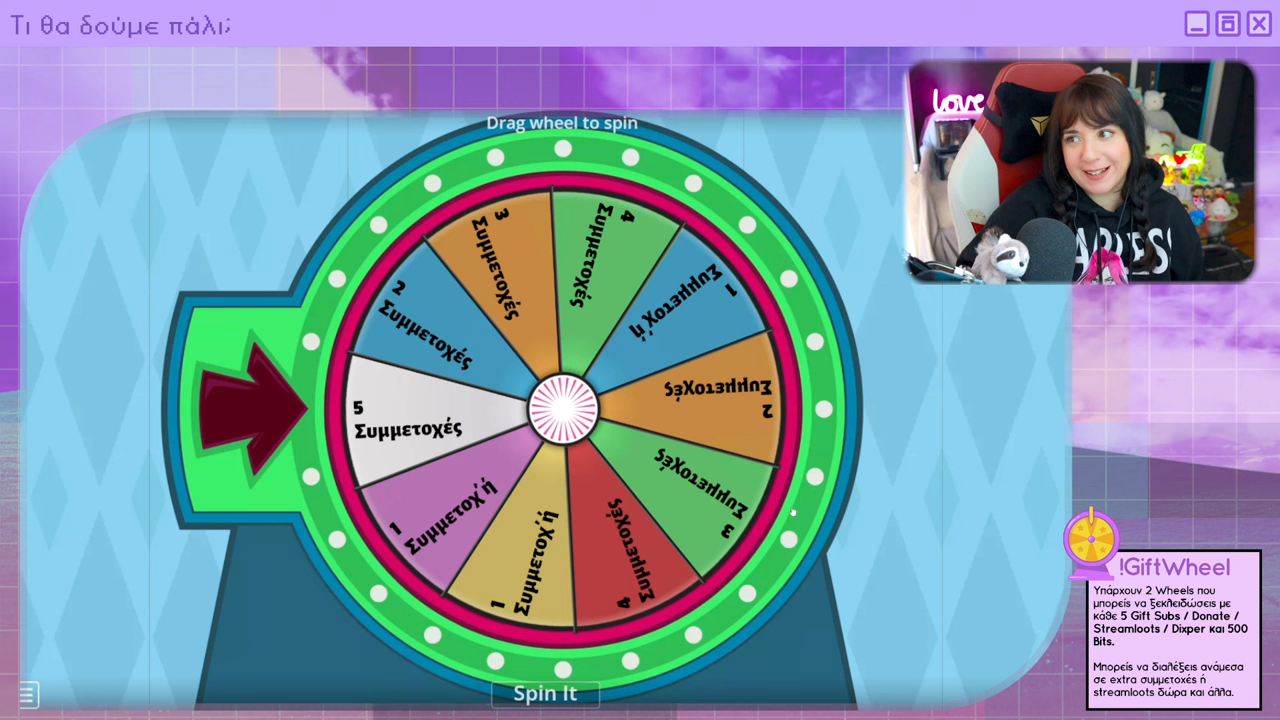 Τι θα δούμε πάλι;
love
Drag wheel to spin
4
Συμμετοχές
1
Συμμετοχ΄ή
2
Συμμετοχές
3
Συμμετοχές
4
Συμμετοχές
1
Συμμετοχ΄ή
1
Συμμετοχ΄ή
5
Συμμετοχές
2
Συμμετοχές
3
Συμμετοχές
Spin It
!GiftWheel
Υπάρχουν 2 Wheels που
μπορείς να ξεκλειδώσεις με
κάθε 5 Gift Subs / Donate /
Streamloots / Dixper και 500
Bits.
Μπορείς να διαλέξεις ανάμεσα
σε extra συμμετοχές ή
streamloots δώρα και άλλα.